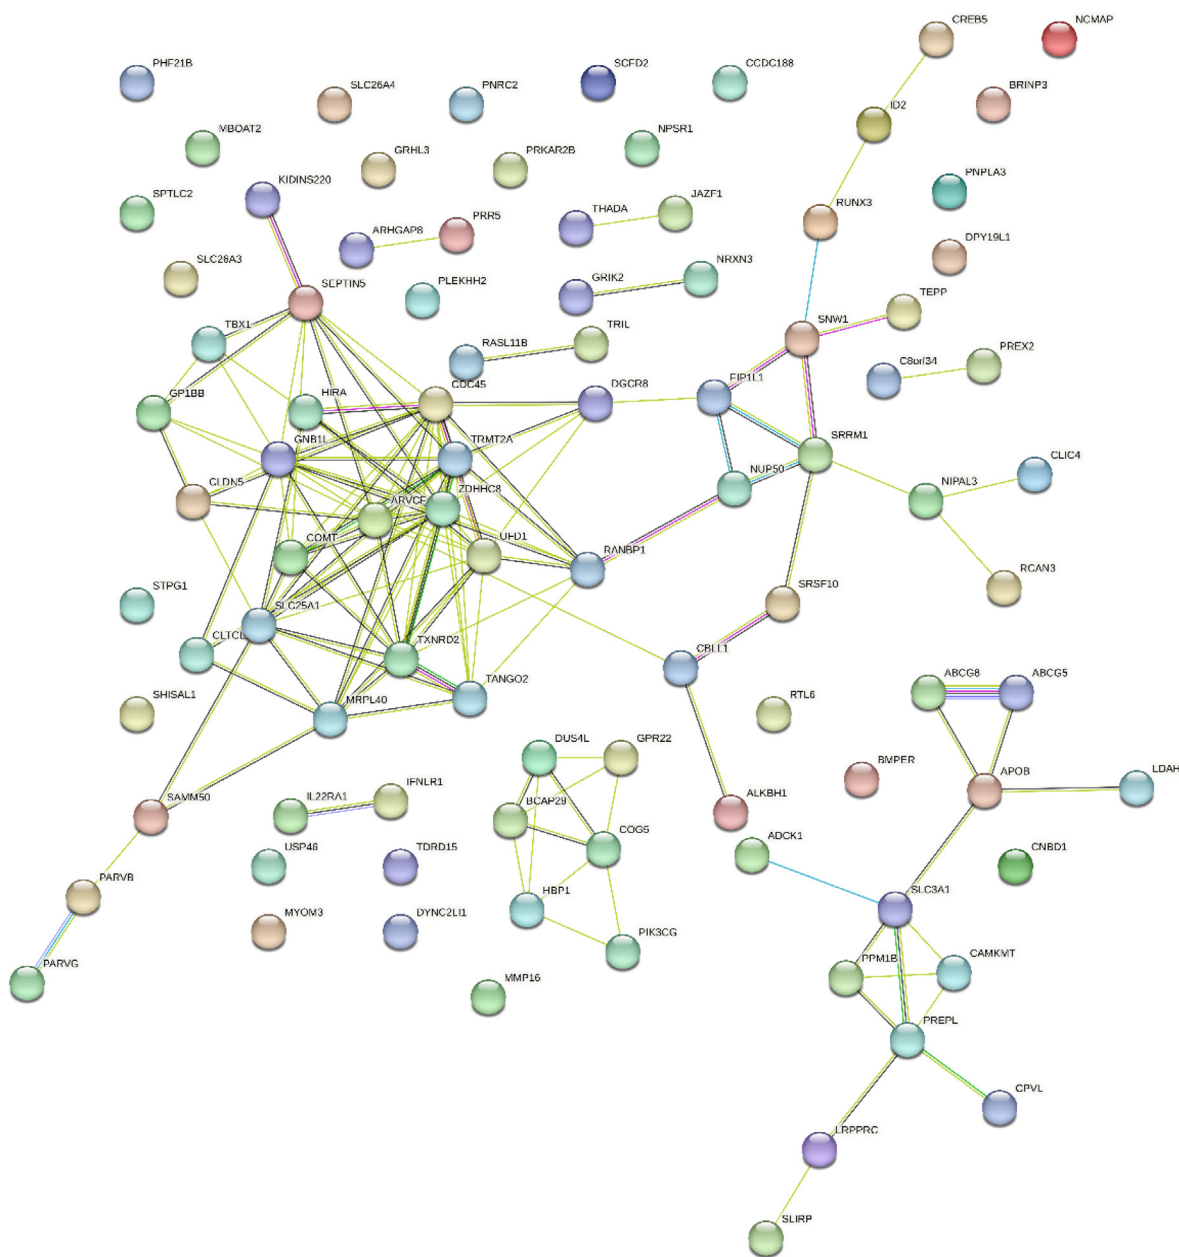 CREB5
NCMAP
PHF21B
SCFD2
CCDC188
SLC26A4
PNRC2
BRINP3
ID2
MBOAT2
NPSR1
GRHL3
PRKAR2B
KIDINS220
PNPLA3
SPTLC2
JAZF1
THADA
RUNX3
PRR5
ARHGAP8
DPY19L1
SLC26A3
NRXN3
GRIK2
SEPTIN5
PLEKHH2
TEPP
TBX1
SNW1
TRIL
RASL11B
C8orf34
PREX2
GP1BB
HIRA
CDC45
DGCR8
FIP1L1
GNB1L
TRMT2A
SRRM1
CLDN5
ARVCF
ZDHHC8
NUP50
NIPAL3
CLIC4
COMT
UFD1
RANBP1
RCAN3
STPG1
SLC25A1
SRSF10
CLTCL
TXNRD2
CBLL1
TANGO2
ABCG8
ABCG5
SHISAL1
MRPL40
RTL6
DUS4L
GPR22
BMPER
APOB
LDAH
SAMM50
IL22RA1
IFNLR1
BCAP29
ALKBH1
COG5
ADCK1
USP46
TDRD15
CNBD1
PARVB
HBP1
SLC3A1
MYOM3
DYNC2LI1
PIK3CG
PARVG
MMP16
PPM1B
CAMKMT
PREPL
CPVL
LRPPRC
SLIRP